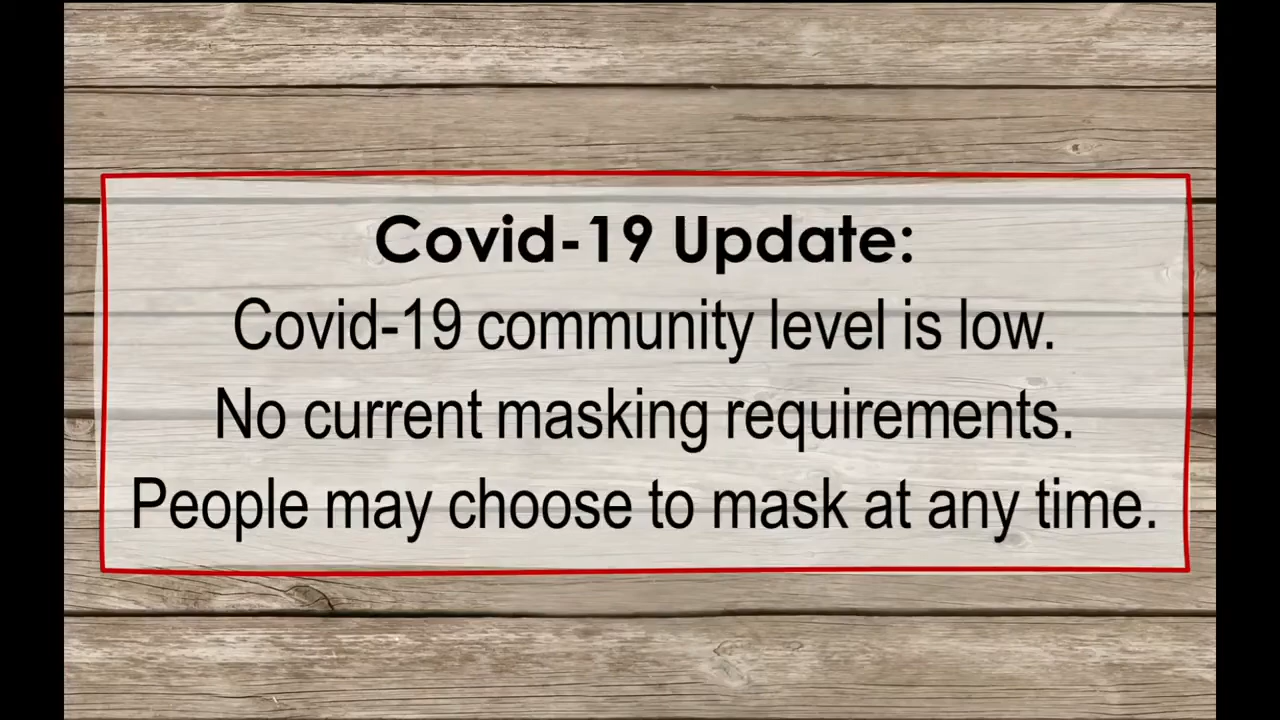 Covid-19 Update:
Covid-19 community level is low.
No current masking requirements.
People may choose to mask at any time.